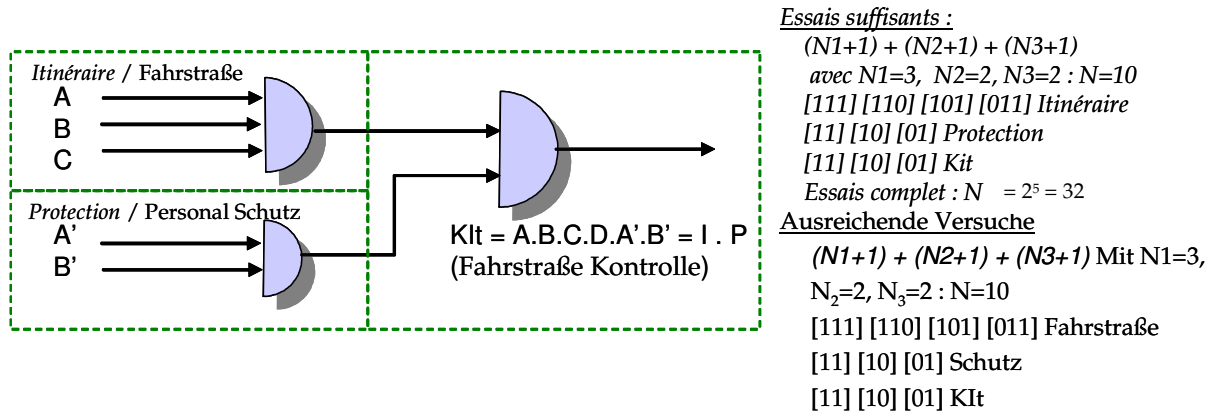 Itinéraire / Fahrstraße
A
B
C
Protection / Personal Schutz
A'
B'
KIt = A.B.C.D.A'.B' = I . P
(Fahrstraße Kontrolle)
Essais suffisants :
(N1+1) + (N2+1) + (N3+1)
avec N1=3, N2=2, N3=2 : N=10
[111] [110] [101] [011] Itinéraire
[11] [10] [01] Protection
[11] [10] [01] Kit
Essais complet : N = 2⁵ = 32
Ausreichende Versuche
(N1+1) + (N2+1) + (N3+1) Mit N1=3,
N₂=2, N₃=2 : N=10
[111] [110] [101] [011] Fahrstraße
[11] [10] [01] Schutz
[11] [10] [01] KIt